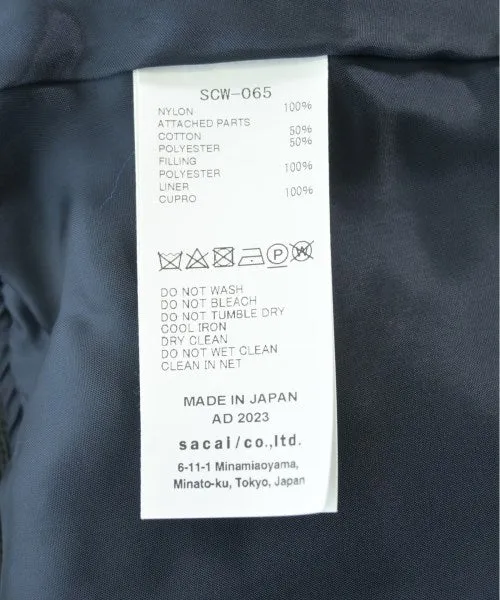 SCW-065
NYLON 100%
ATTACHED PARTS
COTTON 50%
POLYESTER 50%
FILLING
POLYESTER 100%
LINER
CUPRO 100%
P W
DO NOT WASH
DO NOT BLEACH
DO NOT TUMBLE DRY
COOL IRON
DRY CLEAN
DO NOT WET CLEAN
CLEAN IN NET
MADE IN JAPAN
AD 2023
sacai/co.,ltd.
6-11-1 Minamiaoyama,
Minato-ku, Tokyo, Japan